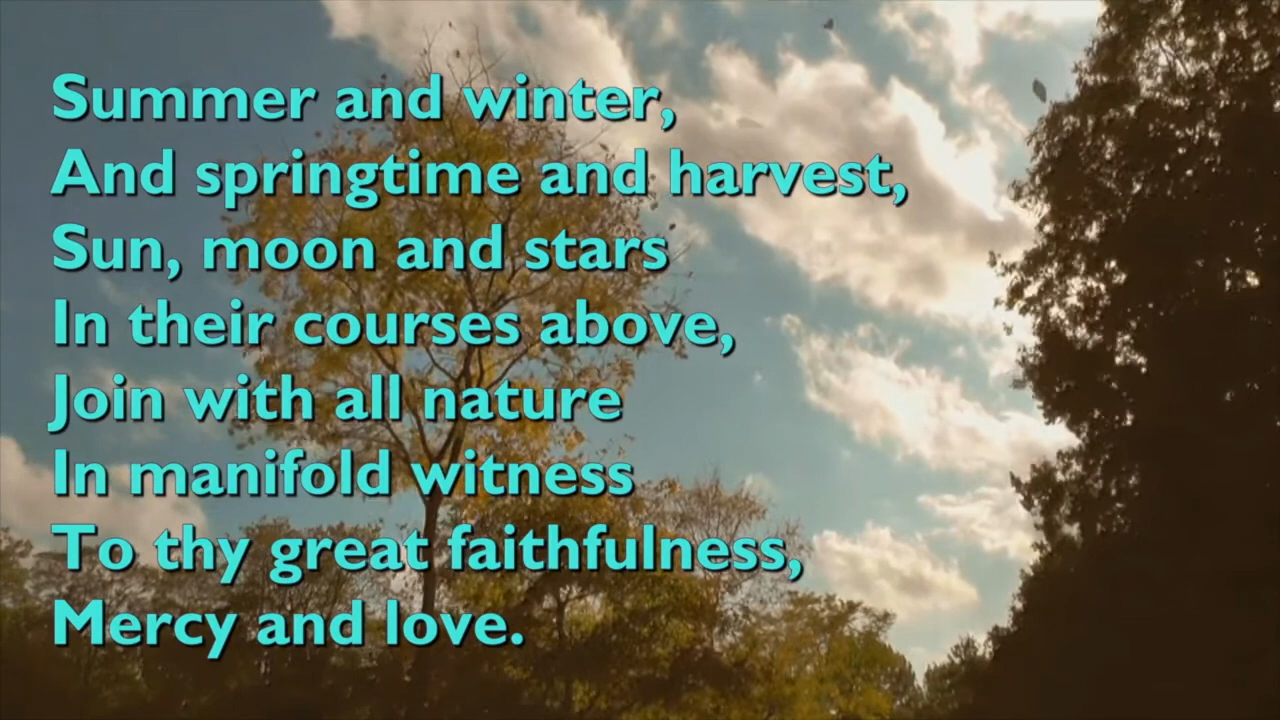 Summer and winter,
And springtime and harvest,
Sun, moon and stars
In their courses above,
Join with all nature
In manifold witness
To thy great faithfulness,
Mercy and love.